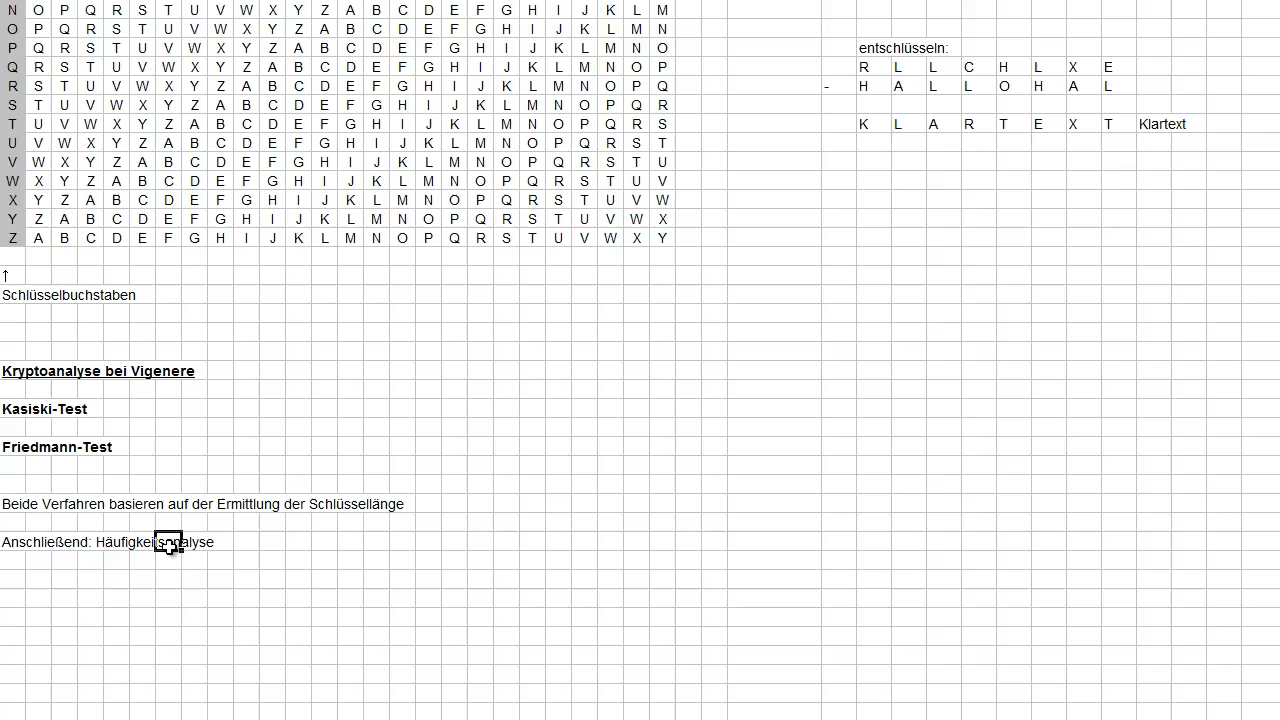 N O P Q R S T U V W X Y Z A B C D E F G H I J K L M
O P Q R S T U V W X Y Z A B C D E F G H I J K L M N
P Q R S T U V W X Y Z A B C D E F G H I J K L M N O
Q R S T U V W X Y Z A B C D E F G H I J K L M N O P
R S T U V W X Y Z A B C D E F G H I J K L M N O P Q
S T U V W X Y Z A B C D E F G H I J K L M N O P Q R
T U V W X Y Z A B C D E F G H I J K L M N O P Q R S
U V W X Y Z A B C D E F G H I J K L M N O P Q R S T
V W X Y Z A B C D E F G H I J K L M N O P Q R S T U
W X Y Z A B C D E F G H I J K L M N O P Q R S T U V
X Y Z A B C D E F G H I J K L M N O P Q R S T U V W
Y Z A B C D E F G H I J K L M N O P Q R S T U V W X
Z A B C D E F G H I J K L M N O P Q R S T U V W X Y
↑
Schlüsselbuchstaben
Kryptoanalyse bei Vigenere
Kasiski-Test
Friedmann-Test
Beide Verfahren basieren auf der Ermittlung der Schlüssellänge
Anschließend: Häufigkeitsanalyse
entschlüsseln:
R L L C H L X E
- H A L L O H A L
K L A R T E X T Klartext